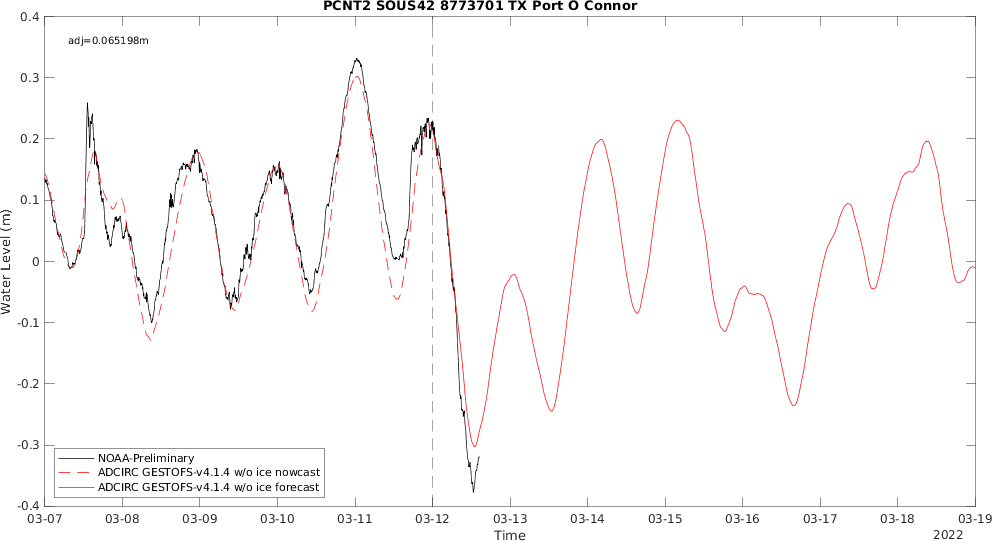 PCNT2 SOUS42 8773701 TX Port O Connor
adj=0.065198m
0.4
0.3
0.2
0.1
0
-0.1
-0.2
-0.3
-0.4
Water Level (m)
NOAA-Preliminary
ADCIRC GESTOFS-v4.1.4 w/o ice nowcast
ADCIRC GESTOFS-v4.1.4 w/o ice forecast
03-07 03-08 03-09 03-10 03-11 03-12 03-13 03-14 03-15 03-16 03-17 03-18 03-19
Time
2022